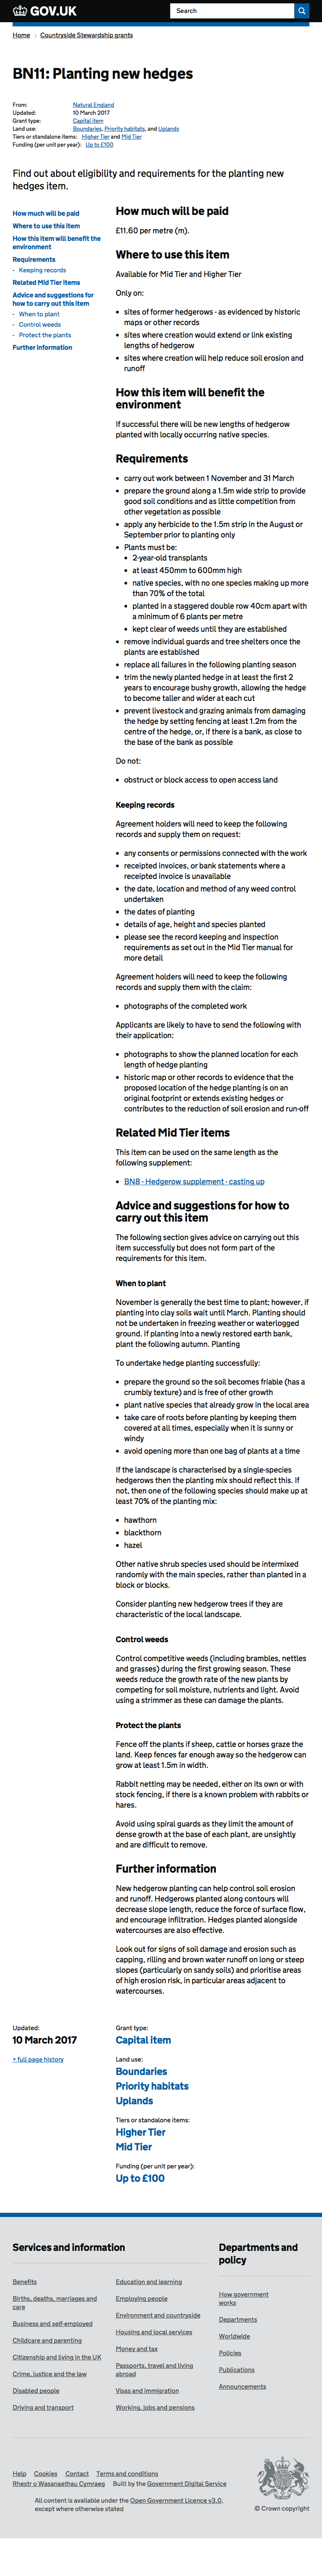 GOV.UK
Search
Home > Countryside Stewardship grants
BN11: Planting new hedges
From: Natural England
Updated: 10 March 2017
Grant type: Capital item
Land use: Boundaries, Priority habitats, and Uplands
Tiers or standalone items: Higher Tier and Mid Tier
Funding (per unit per year): Up to £100
Find out about eligibility and requirements for the planting new
hedges item.
How much will be paid
Where to use this item
How this item will benefit the
environment
Requirements
- Keeping records
Related Mid Tier items
Advice and suggestions for
how to carry out this item
- When to plant
- Control weeds
- Protect the plants
Further information
How much will be paid
£11.60 per metre (m).
Where to use this item
Available for Mid Tier and Higher Tier
Only on:
• sites of former hedgerows - as evidenced by historic
maps or other records
• sites where creation would extend or link existing
lengths of hedgerow
• sites where creation will help reduce soil erosion and
runoff
How this item will benefit the
environment
If successful there will be new lengths of hedgerow
planted with locally occurring native species.
Requirements
• carry out work between 1 November and 31 March
• prepare the ground along a 1.5m wide strip to provide
good soil conditions and as little competition from
other vegetation as possible
• apply any herbicide to the 1.5m strip in the August or
September prior to planting only
• Plants must be:
• 2-year-old transplants
• at least 450mm to 600mm high
• native species, with no one species making up more
than 70% of the total
• planted in a staggered double row 40cm apart with
a minimum of 6 plants per metre
• kept clear of weeds until they are established
• remove individual guards and tree shelters once the
plants are established
• replace all failures in the following planting season
• trim the newly planted hedge in at least the first 2
years to encourage bushy growth, allowing the hedge
to become taller and wider at each cut
• prevent livestock and grazing animals from damaging
the hedge by setting fencing at least 1.2m from the
centre of the hedge, or, if there is a bank, as close to
the base of the bank as possible
Do not:
• obstruct or block access to open access land
Keeping records
Agreement holders will need to keep the following
records and supply them on request:
• any consents or permissions connected with the work
• receipted invoices, or bank statements where a
receipted invoice is unavailable
• the date, location and method of any weed control
undertaken
• the dates of planting
• details of age, height and species planted
• please see the record keeping and inspection
requirements as set out in the Mid Tier manual for
more detail
Agreement holders will need to keep the following
records and supply them with the claim:
• photographs of the completed work
Applicants are likely to have to send the following with
their application:
• photographs to show the planned location for each
length of hedge planting
• historic map or other records to evidence that the
proposed location of the hedge planting is on an
original footprint or extends existing hedges or
contributes to the reduction of soil erosion and run-off
Related Mid Tier items
This item can be used on the same length as the
following supplement:
• BN8 - Hedgerow supplement - casting up
Advice and suggestions for how to
carry out this item
The following section gives advice on carrying out this
item successfully but does not form part of the
requirements for this item.
When to plant
November is generally the best time to plant; however, if
planting into clay soils wait until March. Planting should
not be undertaken in freezing weather or waterlogged
ground. If planting into a newly restored earth bank,
plant the following autumn. Planting
To undertake hedge planting successfully:
• prepare the ground so the soil becomes friable (has a
crumbly texture) and is free of other growth
• plant native species that already grow in the local area
• take care of roots before planting by keeping them
covered at all times, especially when it is sunny or
windy
• avoid opening more than one bag of plants at a time
If the landscape is characterised by a single-species
hedgerows then the planting mix should reflect this. If
not, then one of the following species should make up at
least 70% of the planting mix:
• hawthorn
• blackthorn
• hazel
Other native shrub species used should be intermixed
randomly with the main species, rather than planted in a
block or blocks.
Consider planting new hedgerow trees if they are
characteristic of the local landscape.
Control weeds
Control competitive weeds (including brambles, nettles
and grasses) during the first growing season. These
weeds reduce the growth rate of the new plants by
competing for soil moisture, nutrients and light. Avoid
using a strimmer as these can damage the plants.
Protect the plants
Fence off the plants if sheep, cattle or horses graze the
land. Keep fences far enough away so the hedgerow can
grow at least 1.5m in width.
Rabbit netting may be needed, either on its own or with
stock fencing, if there is a known problem with rabbits or
hares.
Avoid using spiral guards as they limit the amount of
dense growth at the base of each plant, are unsightly
and are difficult to remove.
Further information
New hedgerow planting can help control soil erosion
and runoff. Hedgerows planted along contours will
decrease slope length, reduce the force of surface flow,
and encourage infiltration. Hedges planted alongside
watercourses are also effective.
Look out for signs of soil damage and erosion such as
capping, rilling and brown water runoff on long or steep
slopes (particularly on sandy soils) and prioritise areas
of high erosion risk, in particular areas adjacent to
watercourses.
Updated:
10 March 2017
+ full page history
Grant type:
Capital item
Land use:
Boundaries
Priority habitats
Uplands
Tiers or standalone items:
Higher Tier
Mid Tier
Funding (per unit per year):
Up to £100
Services and information
Benefits
Births, deaths, marriages and
care
Business and self-employed
Childcare and parenting
Citizenship and living in the UK
Crime, justice and the law
Disabled people
Driving and transport
Education and learning
Employing people
Environment and countryside
Housing and local services
Money and tax
Passports, travel and living
abroad
Visas and immigration
Working, jobs and pensions
Departments and
policy
How government
works
Departments
Worldwide
Policies
Publications
Announcements
Help Cookies Contact Terms and conditions
Rhestr o Wasanaethau Cymraeg Built by the Government Digital Service
All content is available under the Open Government Licence v3.0,
except where otherwise stated
© Crown copyright